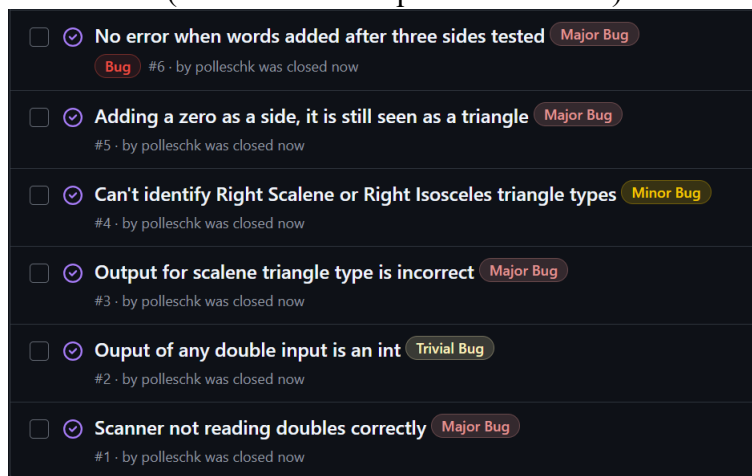 No error when words added after three sides tested Major Bug
Bug #6 · by polleschk was closed now
Adding a zero as a side, it is still seen as a triangle Major Bug
#5 · by polleschk was closed now
Can't identify Right Scalene or Right Isosceles triangle types Minor Bug
#4 · by polleschk was closed now
Output for scalene triangle type is incorrect Major Bug
#3 · by polleschk was closed now
Ouput of any double input is an int Trivial Bug
#2 · by polleschk was closed now
Scanner not reading doubles correctly Major Bug
#1 · by polleschk was closed now